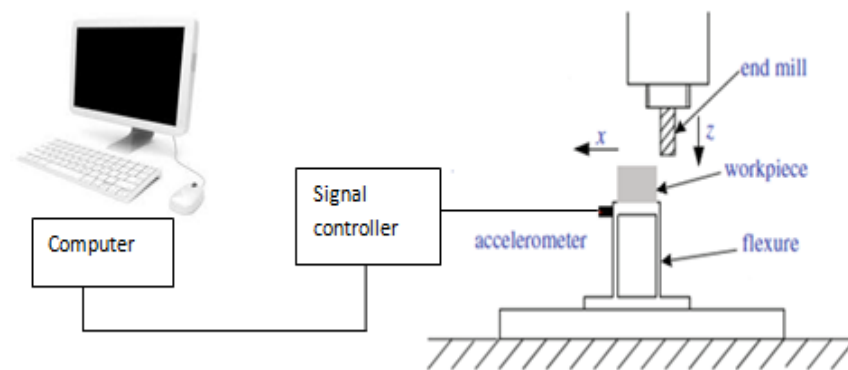 end mill
x
z
workpiece
Signal
controller
Computer
accelerometer
flexure